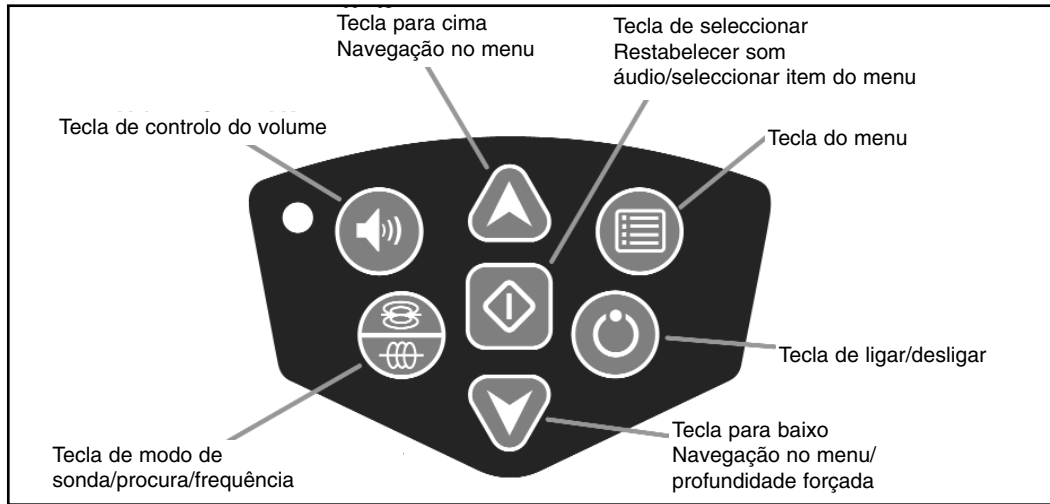 Tecla para cima
Navegação no menu
Tecla de seleccionar
Restabelecer som
áudio/seleccionar item do menu
Tecla de controlo do volume
Tecla do menu
Tecla de ligar/desligar
Tecla de modo de
sonda/procura/frequência
Tecla para baixo
Navegação no menu/
profundidade forçada